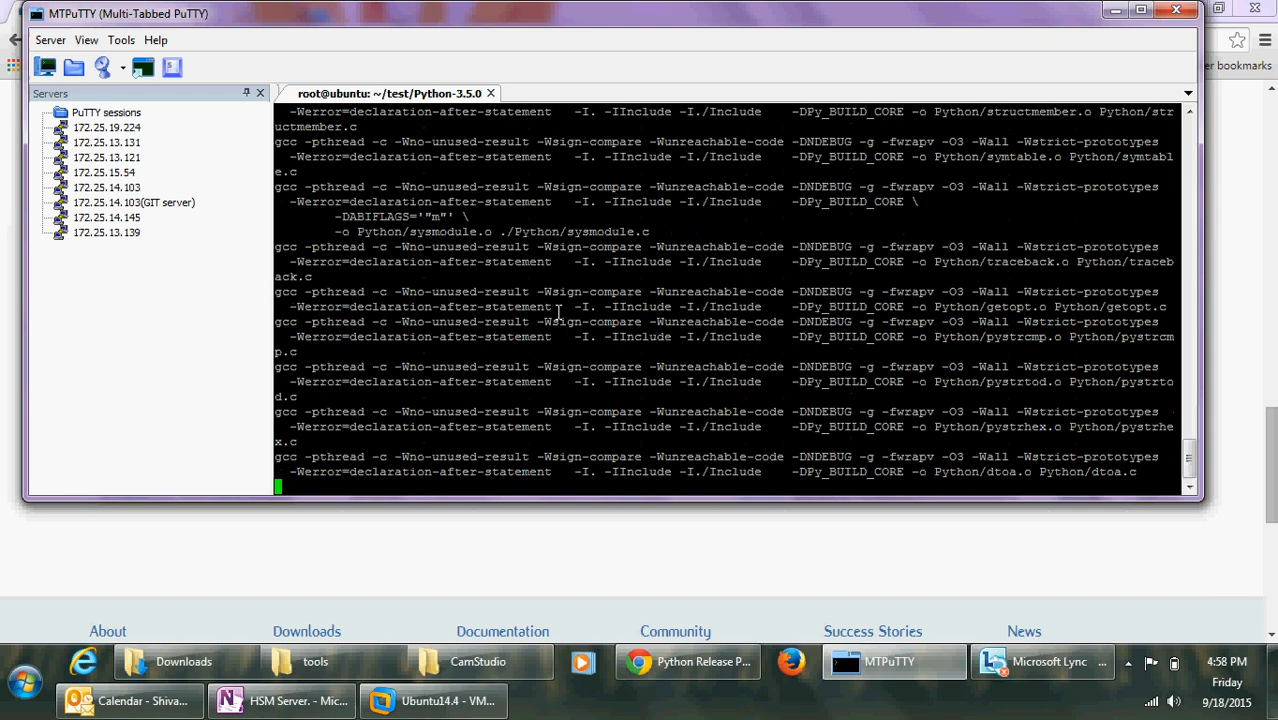 MTPuTTY (Multi-Tabbed PuTTY)
Server View Tools Help
er bookmarks
Servers
root@ubuntu: ~/test/Python-3.5.0
PuTTY sessions
172.25.19.224
172.25.13.131
172.25.13.121
172.25.15.54
172.25.14.103
172.25.14.103(GIT server)
172.25.14.145
172.25.13.139
-Werror=declaration-after-statement -I. -IInclude -I./Include -DPy_BUILD_CORE -o Python/structmember.o Python/str
uctmember.c
gcc -pthread -c -Wno-unused-result -Wsign-compare -Wunreachable-code -DNDEBUG -g -fwrapv -O3 -Wall -Wstrict-prototypes
-Werror=declaration-after-statement -I. -IInclude -I./Include -DPy_BUILD_CORE -o Python/symtable.o Python/symtabl
e.c
gcc -pthread -c -Wno-unused-result -Wsign-compare -Wunreachable-code -DNDEBUG -g -fwrapv -O3 -Wall -Wstrict-prototypes
-Werror=declaration-after-statement -I. -IInclude -I./Include -DPy_BUILD_CORE \
-DABIFLAGS='"m"' \
-o Python/sysmodule.o ./Python/sysmodule.c
gcc -pthread -c -Wno-unused-result -Wsign-compare -Wunreachable-code -DNDEBUG -g -fwrapv -O3 -Wall -Wstrict-prototypes
-Werror=declaration-after-statement -I. -IInclude -I./Include -DPy_BUILD_CORE -o Python/traceback.o Python/traceb
ack.c
gcc -pthread -c -Wno-unused-result -Wsign-compare -Wunreachable-code -DNDEBUG -g -fwrapv -O3 -Wall -Wstrict-prototypes
-Werror=declaration-after-statement -I. -IInclude -I./Include -DPy_BUILD_CORE -o Python/getopt.o Python/getopt.c
gcc -pthread -c -Wno-unused-result -Wsign-compare -Wunreachable-code -DNDEBUG -g -fwrapv -O3 -Wall -Wstrict-prototypes
-Werror=declaration-after-statement -I. -IInclude -I./Include -DPy_BUILD_CORE -o Python/pystrcmp.o Python/pystrcm
p.c
gcc -pthread -c -Wno-unused-result -Wsign-compare -Wunreachable-code -DNDEBUG -g -fwrapv -O3 -Wall -Wstrict-prototypes
-Werror=declaration-after-statement -I. -IInclude -I./Include -DPy_BUILD_CORE -o Python/pystrtod.o Python/pystrto
d.c
gcc -pthread -c -Wno-unused-result -Wsign-compare -Wunreachable-code -DNDEBUG -g -fwrapv -O3 -Wall -Wstrict-prototypes
-Werror=declaration-after-statement -I. -IInclude -I./Include -DPy_BUILD_CORE -o Python/pystrhex.o Python/pystrhe
x.c
gcc -pthread -c -Wno-unused-result -Wsign-compare -Wunreachable-code -DNDEBUG -g -fwrapv -O3 -Wall -Wstrict-prototypes
-Werror=declaration-after-statement -I. -IInclude -I./Include -DPy_BUILD_CORE -o Python/dtoa.o Python/dtoa.c
About Downloads Documentation Community Success Stories News
Downloads tools CamStudio Python Release P... MTPuTTY Microsoft Lync ...
4:58 PM
Friday
9/18/2015
Calendar - Shiva... HSM Server. - Mic... Ubuntu14.4 - VM...